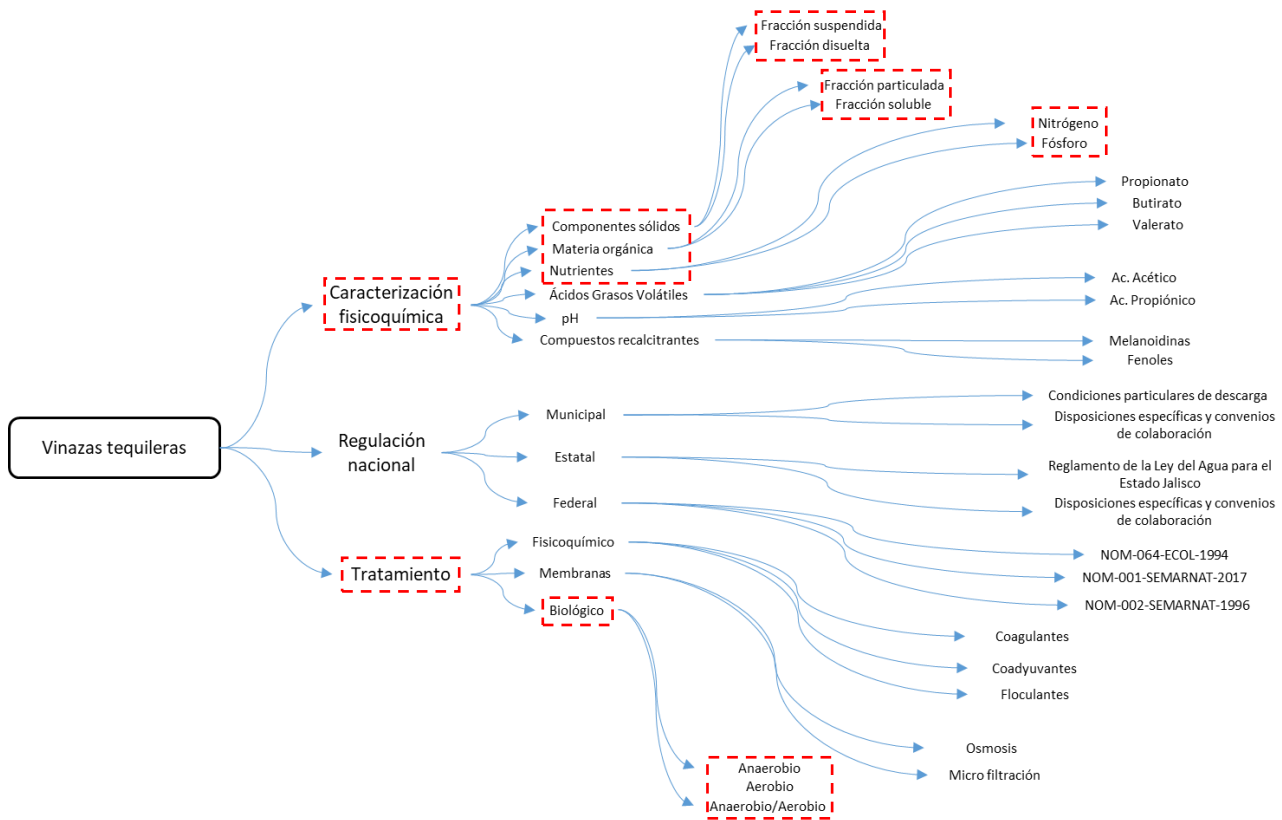 Fracción suspendida
Fracción disuelta
Fracción particulada
Fracción soluble
Nitrógeno
Fósforo
Propionato
Butirato
Valerato
Componentes sólidos
Materia orgánica
Nutrientes
Ácidos Grasos Volátiles
pH
Compuestos recalcitrantes
Ac. Acético
Ac. Propiónico
Melanoidinas
Fenoles
Caracterización
fisicoquímica
Vinazas tequileras
Regulación
nacional
Municipal
Estatal
Federal
Condiciones particulares de descarga
Disposiciones específicas y convenios
de colaboración
Reglamento de la Ley del Agua para el
Estado Jalisco
Disposiciones específicas y convenios
de colaboración
NOM-064-ECOL-1994
NOM-001-SEMARNAT-2017
NOM-002-SEMARNAT-1996
Tratamiento
Fisicoquímico
Membranas
Biológico
Coagulantes
Coadyuvantes
Floculantes
Osmosis
Micro filtración
Anaerobio
Aerobio
Anaerobio/Aerobio